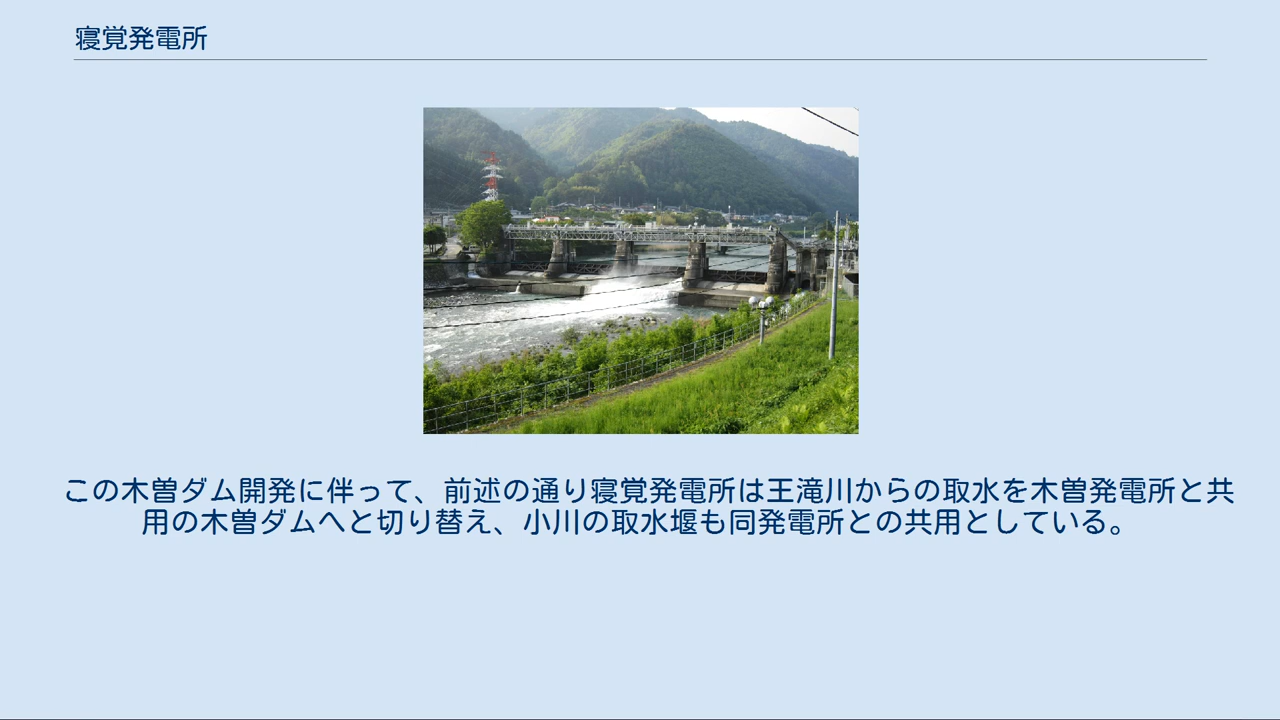 寝覚発電所
この木曽ダム開発に伴って、前述の通り寝覚発電所は王滝川からの取水を木曽発電所と共
用の木曽ダムへと切り替え、小川の取水堰も同発電所との共用としている。